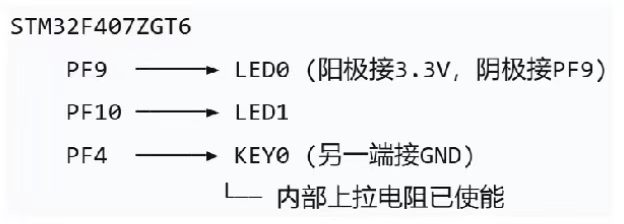 STM32F407ZGT6
PF9 ———→ LED0 (阳极接3.3V, 阴极接PF9)
PF10 ———→ LED1
PF4 ———→ KEY0 (另一端接GND)
└── 内部上拉电阻已使能